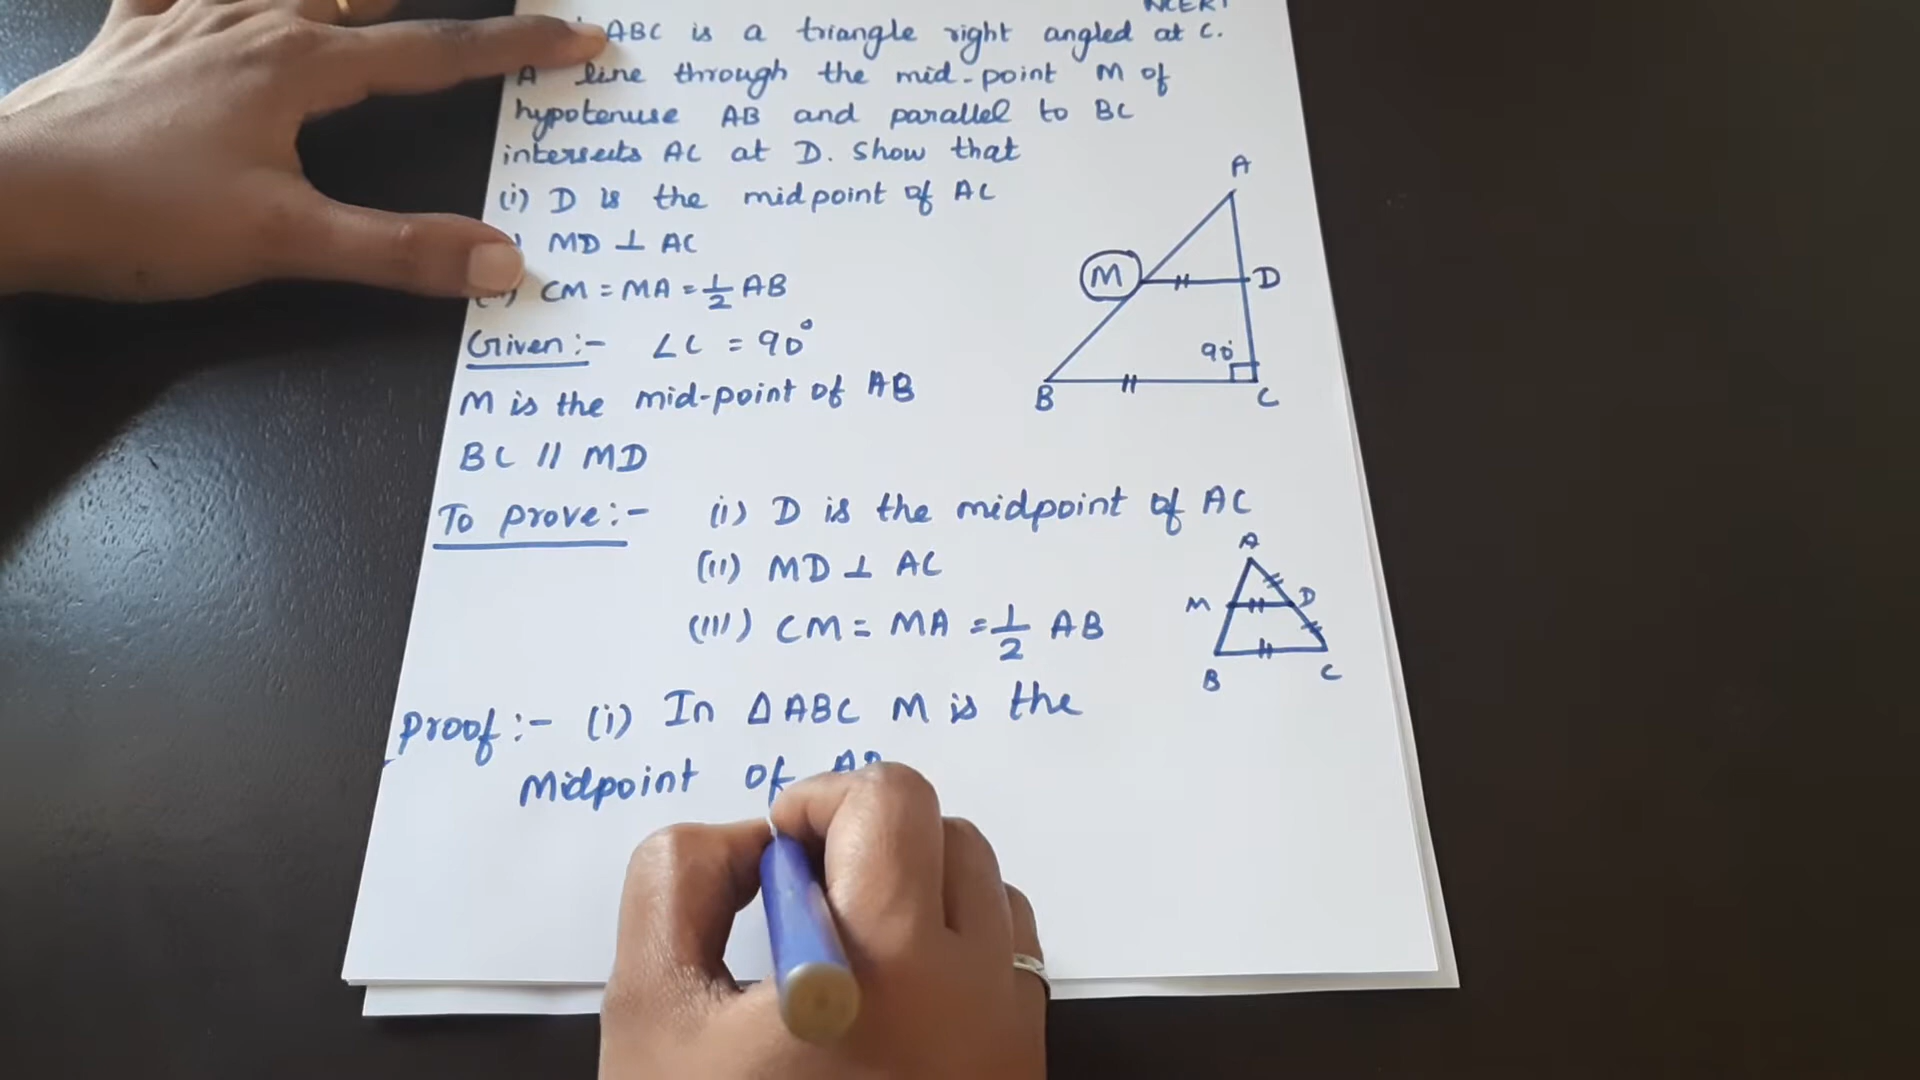 NCERT
ABC is a triangle right angled at C.
A line through the mid-point M of
hypotenuse AB and parallel to BC
intersects AC at D. Show that
(i) D is the midpoint of AC
MD ⊥ AC
CM = MA = 1/2 AB
Given:- ∠C = 90°
M is the mid-point of AB
BC // MD
To prove:- (i) D is the midpoint of AC
(ii) MD ⊥ AC
(iii) CM = MA = 1/2 AB
Proof:- (i) In △ABC M is the
Midpoint of
A
M
D
90°
B
C
A
M
D
B
C